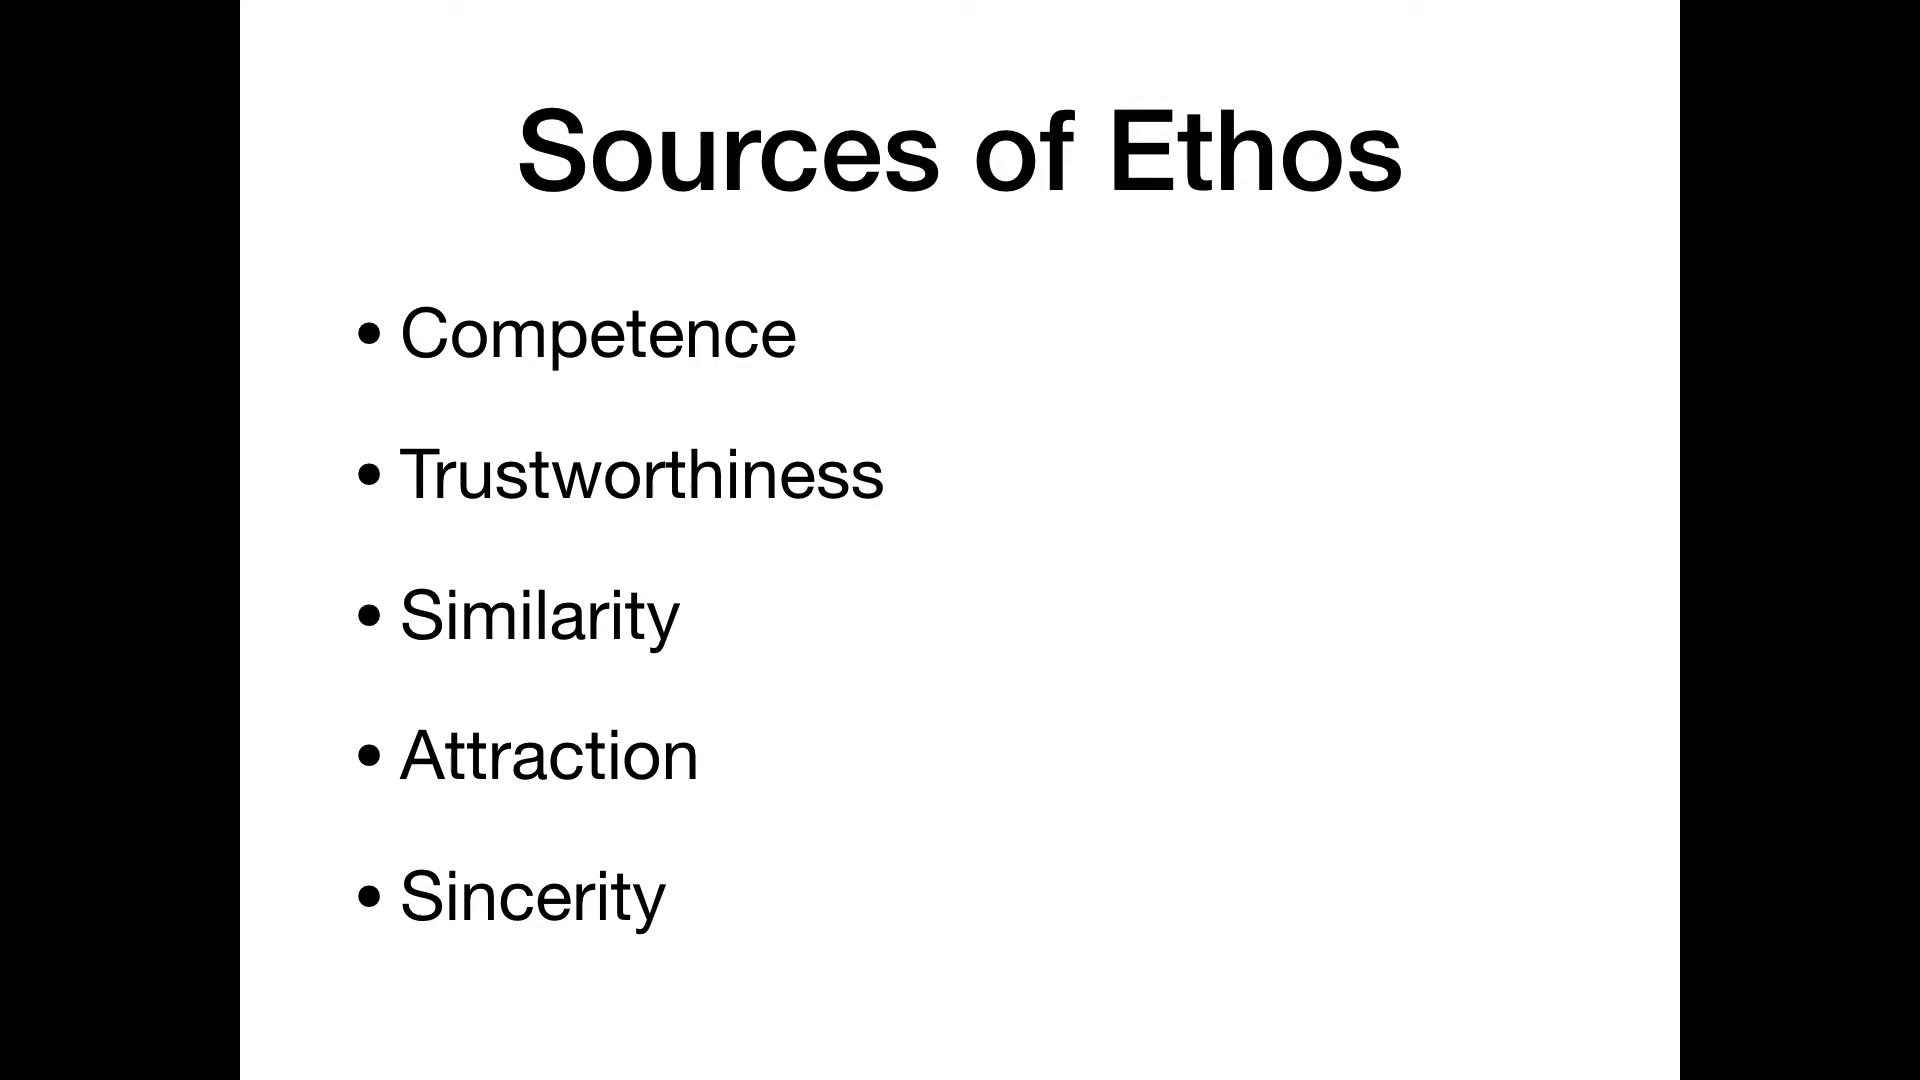 Sources of Ethos
• Competence
• Trustworthiness
• Similarity
• Attraction
• Sincerity